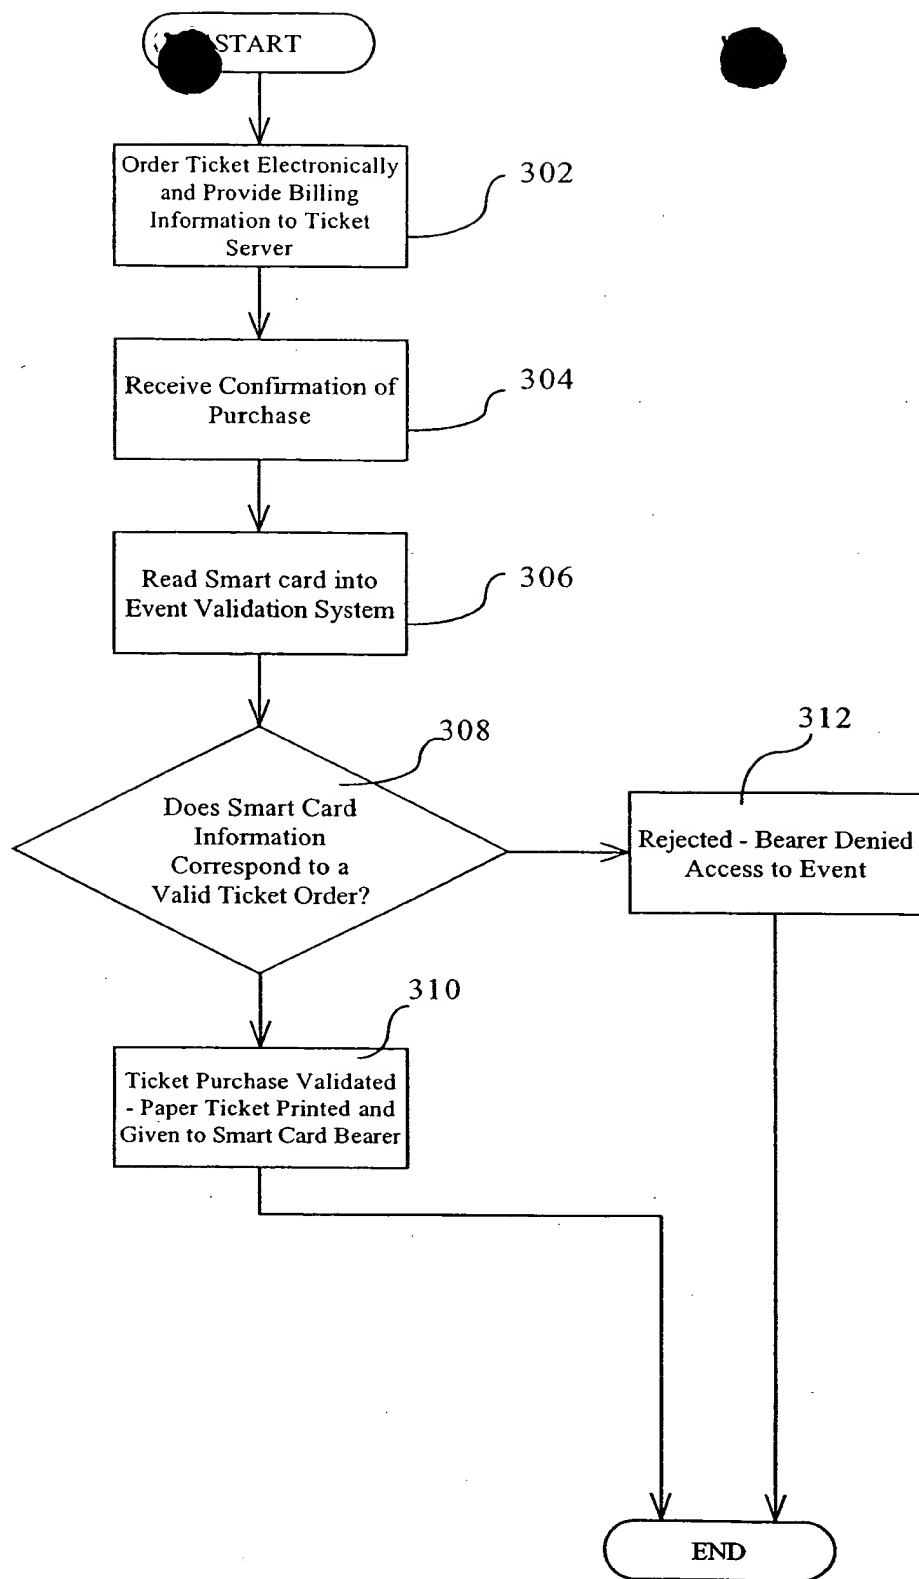 START
Order Ticket Electronically
and Provide Billing
Information to Ticket
Server
302
Receive Confirmation of
Purchase
304
Read Smart card into
Event Validation System
306
308
Does Smart Card
Information
Correspond to a
Valid Ticket Order?
312
Rejected - Bearer Denied
Access to Event
310
Ticket Purchase Validated
- Paper Ticket Printed and
Given to Smart Card Bearer
END